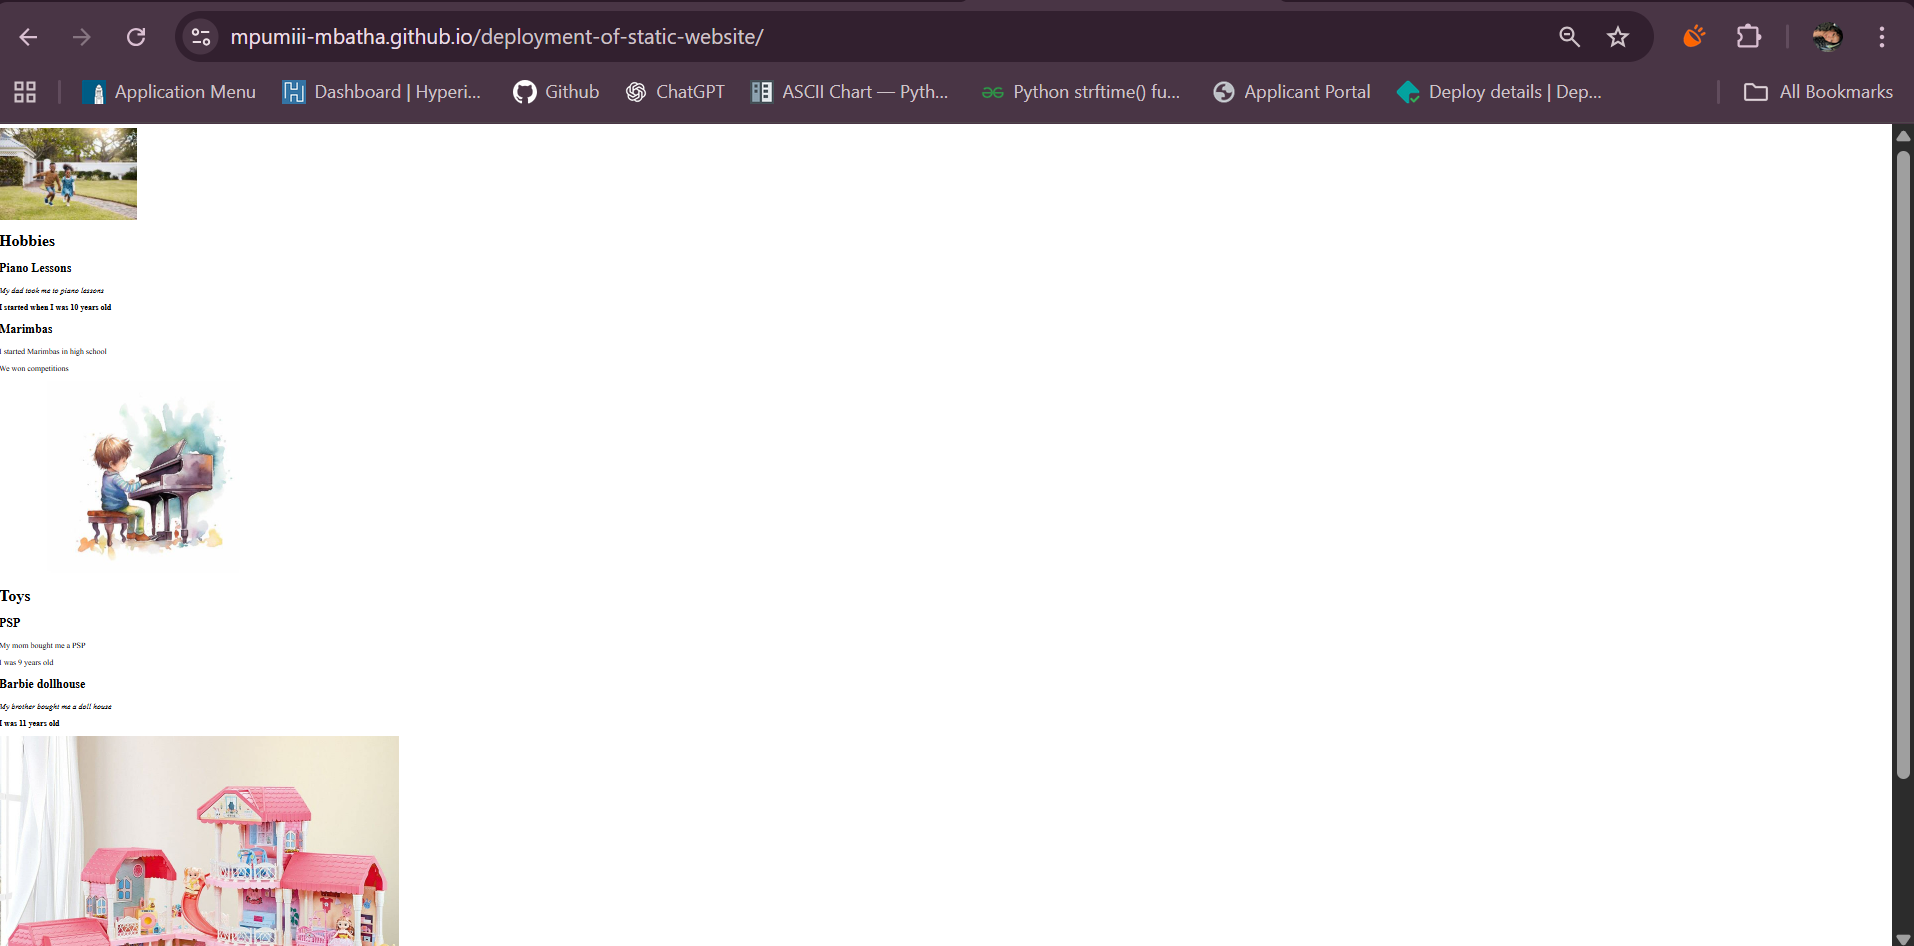 mpumiii-mbatha.github.io/deployment-of-static-website/
Application Menu
Dashboard | Hyperi...
Github
ChatGPT
ASCII Chart — Pyth...
Python strftime() fu...
Applicant Portal
Deploy details | Dep...
All Bookmarks
Hobbies
Piano Lessons
My dad took me to piano lessons
I started when I was 10 years old
Marimbas
I started Marimbas in high school
We won competitions
Toys
PSP
My mom bought me a PSP
I was 9 years old
Barbie dollhouse
My brother bought me a doll house
I was 11 years old